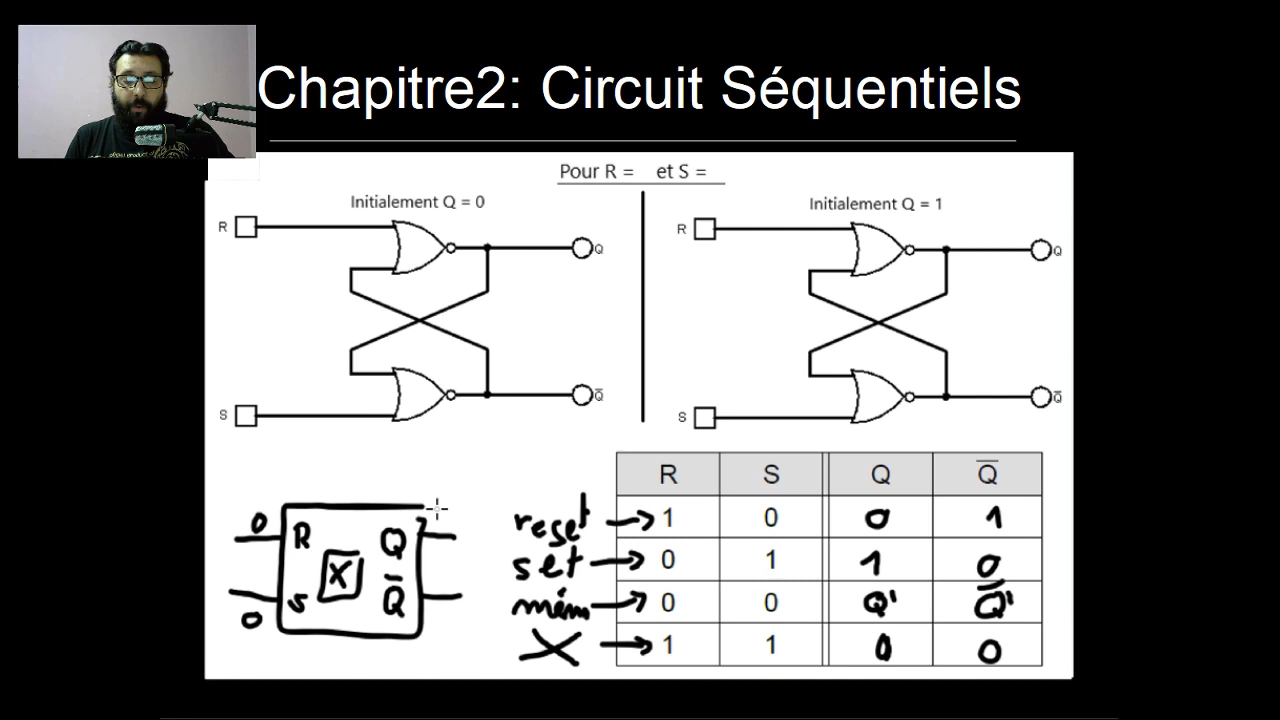 Chapitre2: Circuit Séquentiels
Pour R = et S =
Initialement Q = 0
R
Q
S
Q̅
Initialement Q = 1
R
Q
S
Q̅
R S Q Q̅
reset → 1 0 0 1
set → 0 1 1 0
mém → 0 0 Q' Q̅'
X → 1 1 0 0
0 R Q
X
0 S Q̅